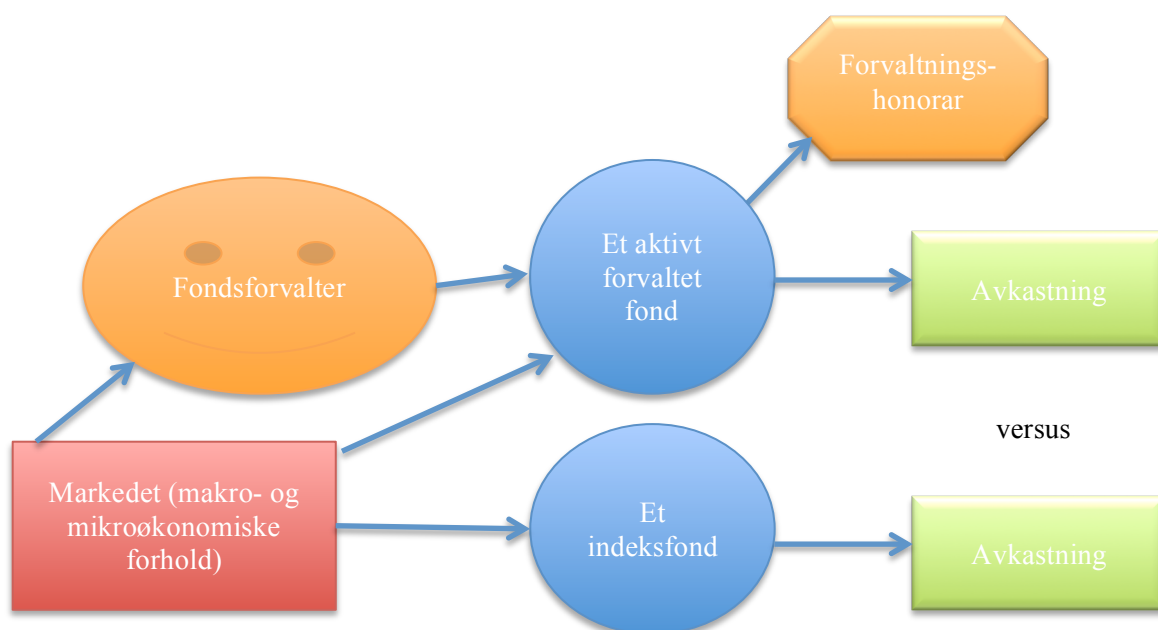 Forvaltnings-
honorar
Fondsforvalter
Et aktivt
forvaltet
fond
Avkastning
versus
Markedet (makro- og
mikroøkonomiske
forhold)
Et
indeksfond
Avkastning